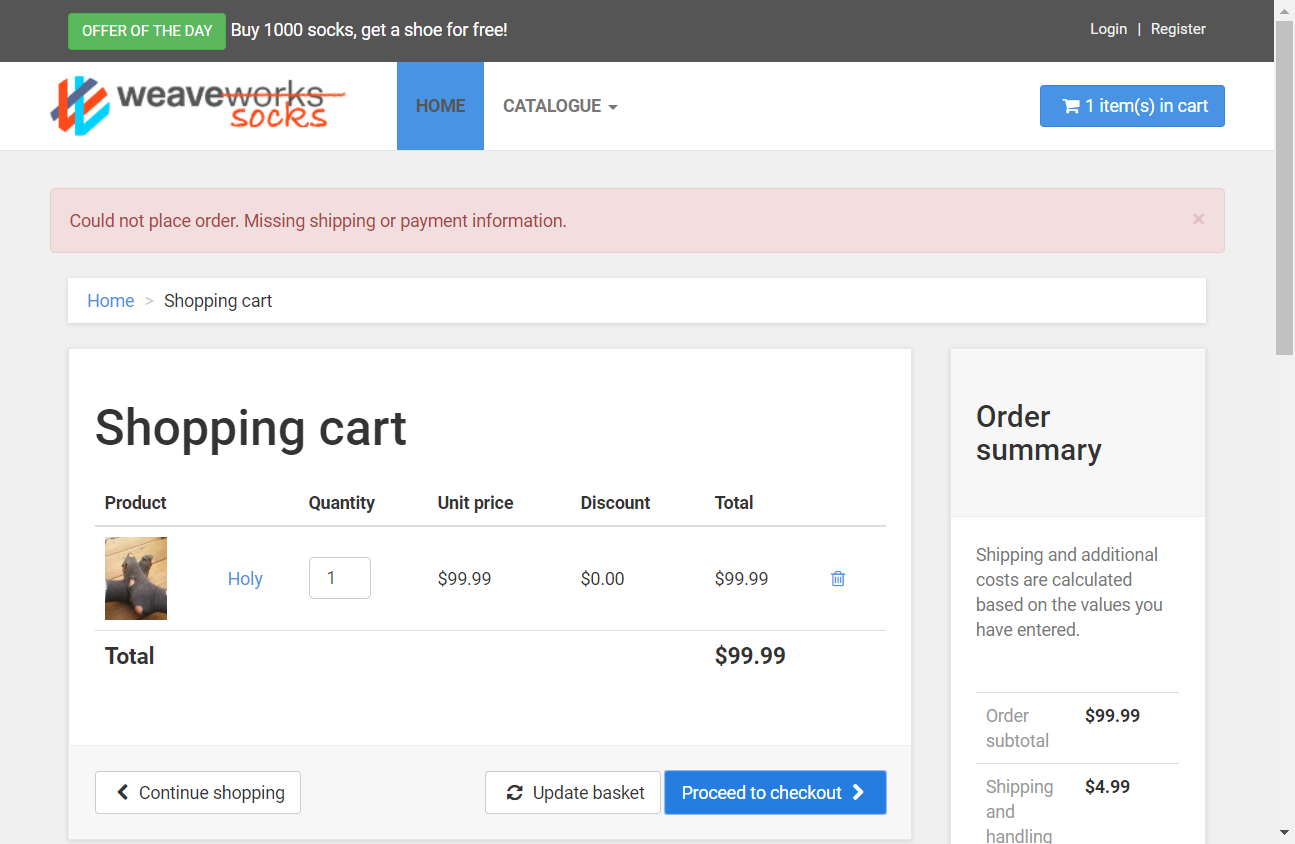 OFFER OF THE DAY Buy 1000 socks, get a shoe for free!
Login | Register
weaveworks
socks
HOME CATALOGUE
1 item(s) in cart
Could not place order. Missing shipping or payment information. ×
Home > Shopping cart
Shopping cart
Product Quantity Unit price Discount Total
Holy 1 $99.99 $0.00 $99.99
Total $99.99
Continue shopping Update basket Proceed to checkout
Order
summary
Shipping and additional
costs are calculated
based on the values you
have entered.
Order $99.99
subtotal
Shipping $4.99
and
handling